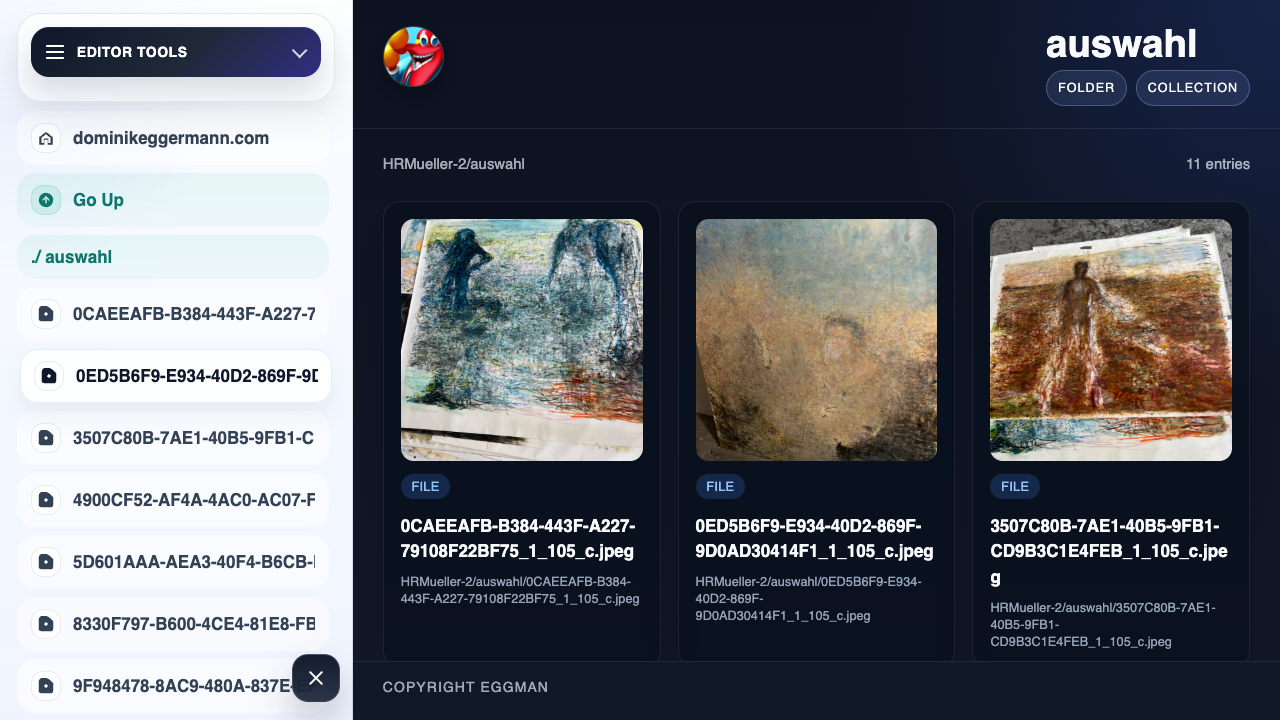 EDITOR TOOLS
dominikeggermann.com
Go Up
./ auswahl
0CAEEAFB-B384-443F-A227-7
0ED5B6F9-E934-40D2-869F-9D
3507C80B-7AE1-40B5-9FB1-C
4900CF52-AF4A-4AC0-AC07-F
5D601AAA-AEA3-40F4-B6CB-
8330F797-B600-4CE4-81E8-FB
9F948478-8AC9-480A-837E-
auswahl
FOLDER
COLLECTION
HRMueller-2/auswahl
11 entries
FILE
0CAEEAFB-B384-443F-A227-
79108F22BF75_1_105_c.jpeg
HRMueller-2/auswahl/0CAEEAFB-B384-
443F-A227-79108F22BF75_1_105_c.jpeg
FILE
0ED5B6F9-E934-40D2-869F-
9D0AD30414F1_1_105_c.jpeg
HRMueller-2/auswahl/0ED5B6F9-E934-
40D2-869F-
9D0AD30414F1_1_105_c.jpeg
FILE
3507C80B-7AE1-40B5-9FB1-
CD9B3C1E4FEB_1_105_c.jpe
g
HRMueller-2/auswahl/3507C80B-7AE1-
40B5-9FB1-
CD9B3C1E4FEB_1_105_c.jpeg
COPYRIGHT EGGMAN